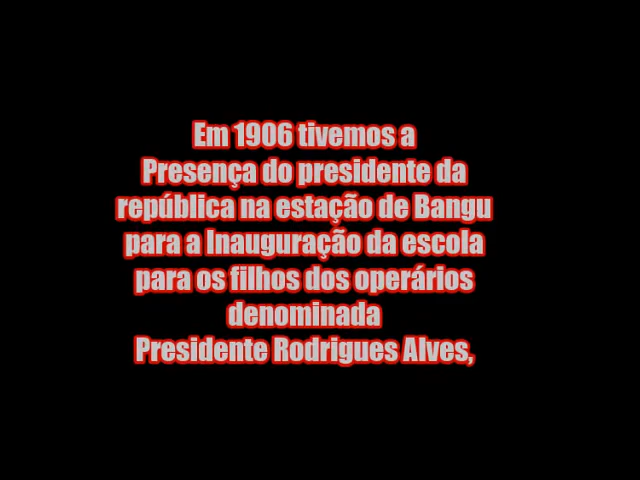 Em 1906 tivemos a
Presença do presidente da
república na estação de Bangu
para a Inauguração da escola
para os filhos dos operários
denominada
Presidente Rodrigues Alves,